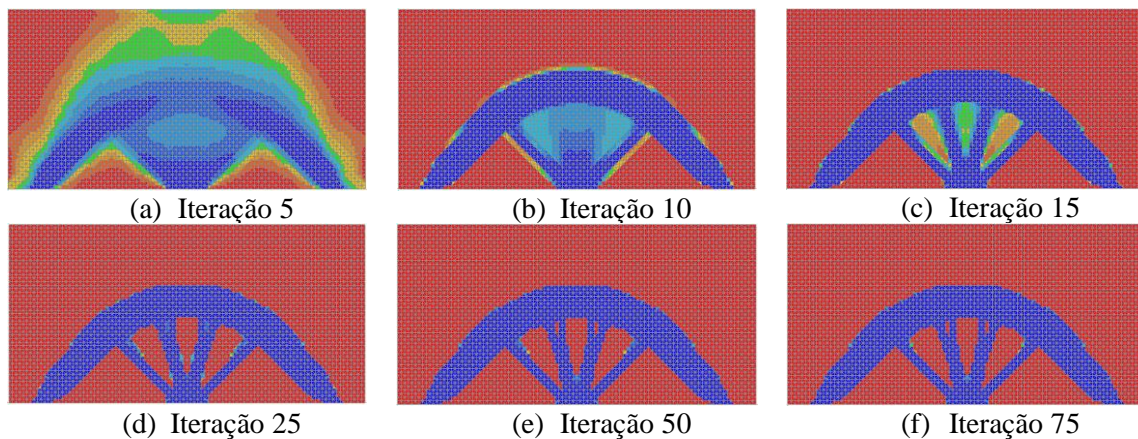 (a) Iteração 5
(b) Iteração 10
(c) Iteração 15
(d) Iteração 25
(e) Iteração 50
(f) Iteração 75